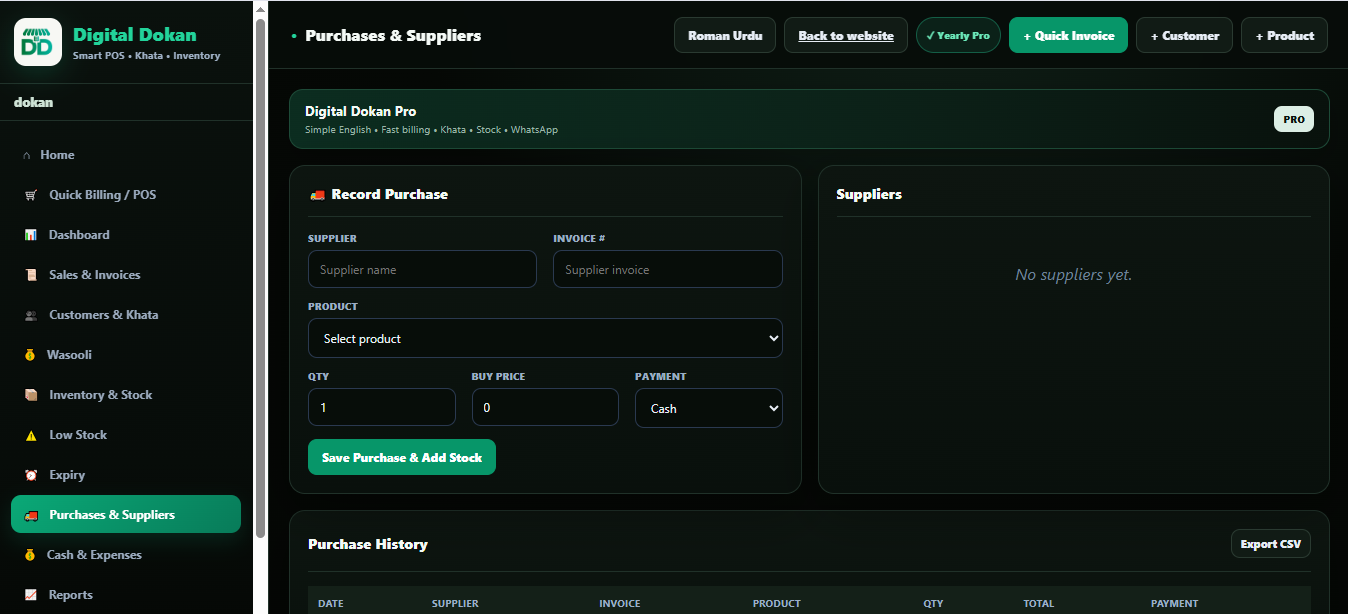 Digital Dokan
Smart POS • Khata • Inventory
dokan
Home
Quick Billing / POS
Dashboard
Sales & Invoices
Customers & Khata
Wasooli
Inventory & Stock
Low Stock
Expiry
Purchases & Suppliers
Cash & Expenses
Reports
• Purchases & Suppliers
Roman Urdu
Back to website
✓ Yearly Pro
+ Quick Invoice
+ Customer
+ Product
Digital Dokan Pro
Simple English • Fast billing • Khata • Stock • WhatsApp
PRO
Record Purchase
SUPPLIER INVOICE #
Supplier name Supplier invoice
PRODUCT
Select product
QTY BUY PRICE PAYMENT
1 0 Cash
Save Purchase & Add Stock
Suppliers
No suppliers yet.
Purchase History
Export CSV
DATE SUPPLIER INVOICE PRODUCT QTY TOTAL PAYMENT